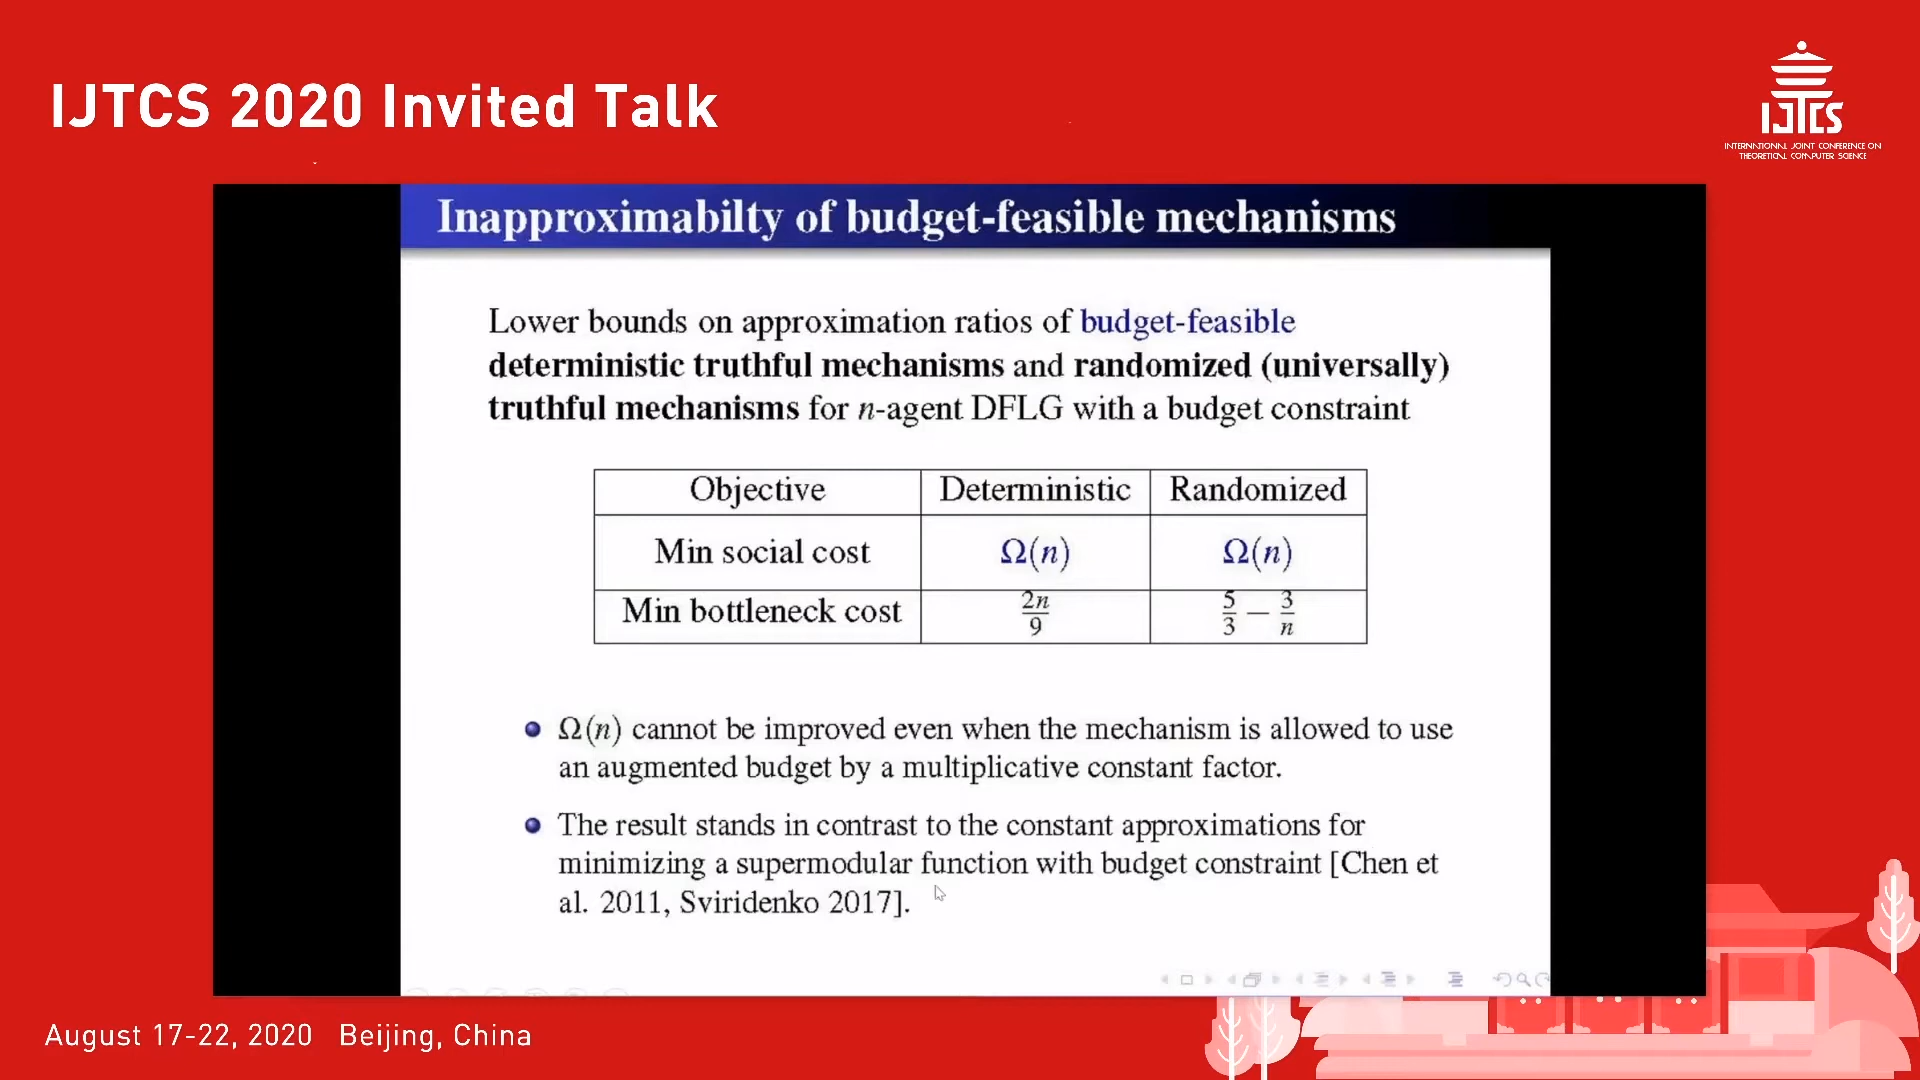 IJTCS 2020 Invited Talk
IJTCS
INTERNATIONAL JOINT CONFERENCE ON
THEORETICAL COMPUTER SCIENCE
Inapproximabilty of budget-feasible mechanisms
Lower bounds on approximation ratios of budget-feasible
deterministic truthful mechanisms and randomized (universally)
truthful mechanisms for n-agent DFLG with a budget constraint
Objective Deterministic Randomized
Min social cost Ω(n) Ω(n)
Min bottleneck cost 2n/9 5/3 − 3/n
Ω(n) cannot be improved even when the mechanism is allowed to use
an augmented budget by a multiplicative constant factor.
The result stands in contrast to the constant approximations for
minimizing a supermodular function with budget constraint [Chen et
al. 2011, Sviridenko 2017].
August 17-22, 2020 Beijing, China